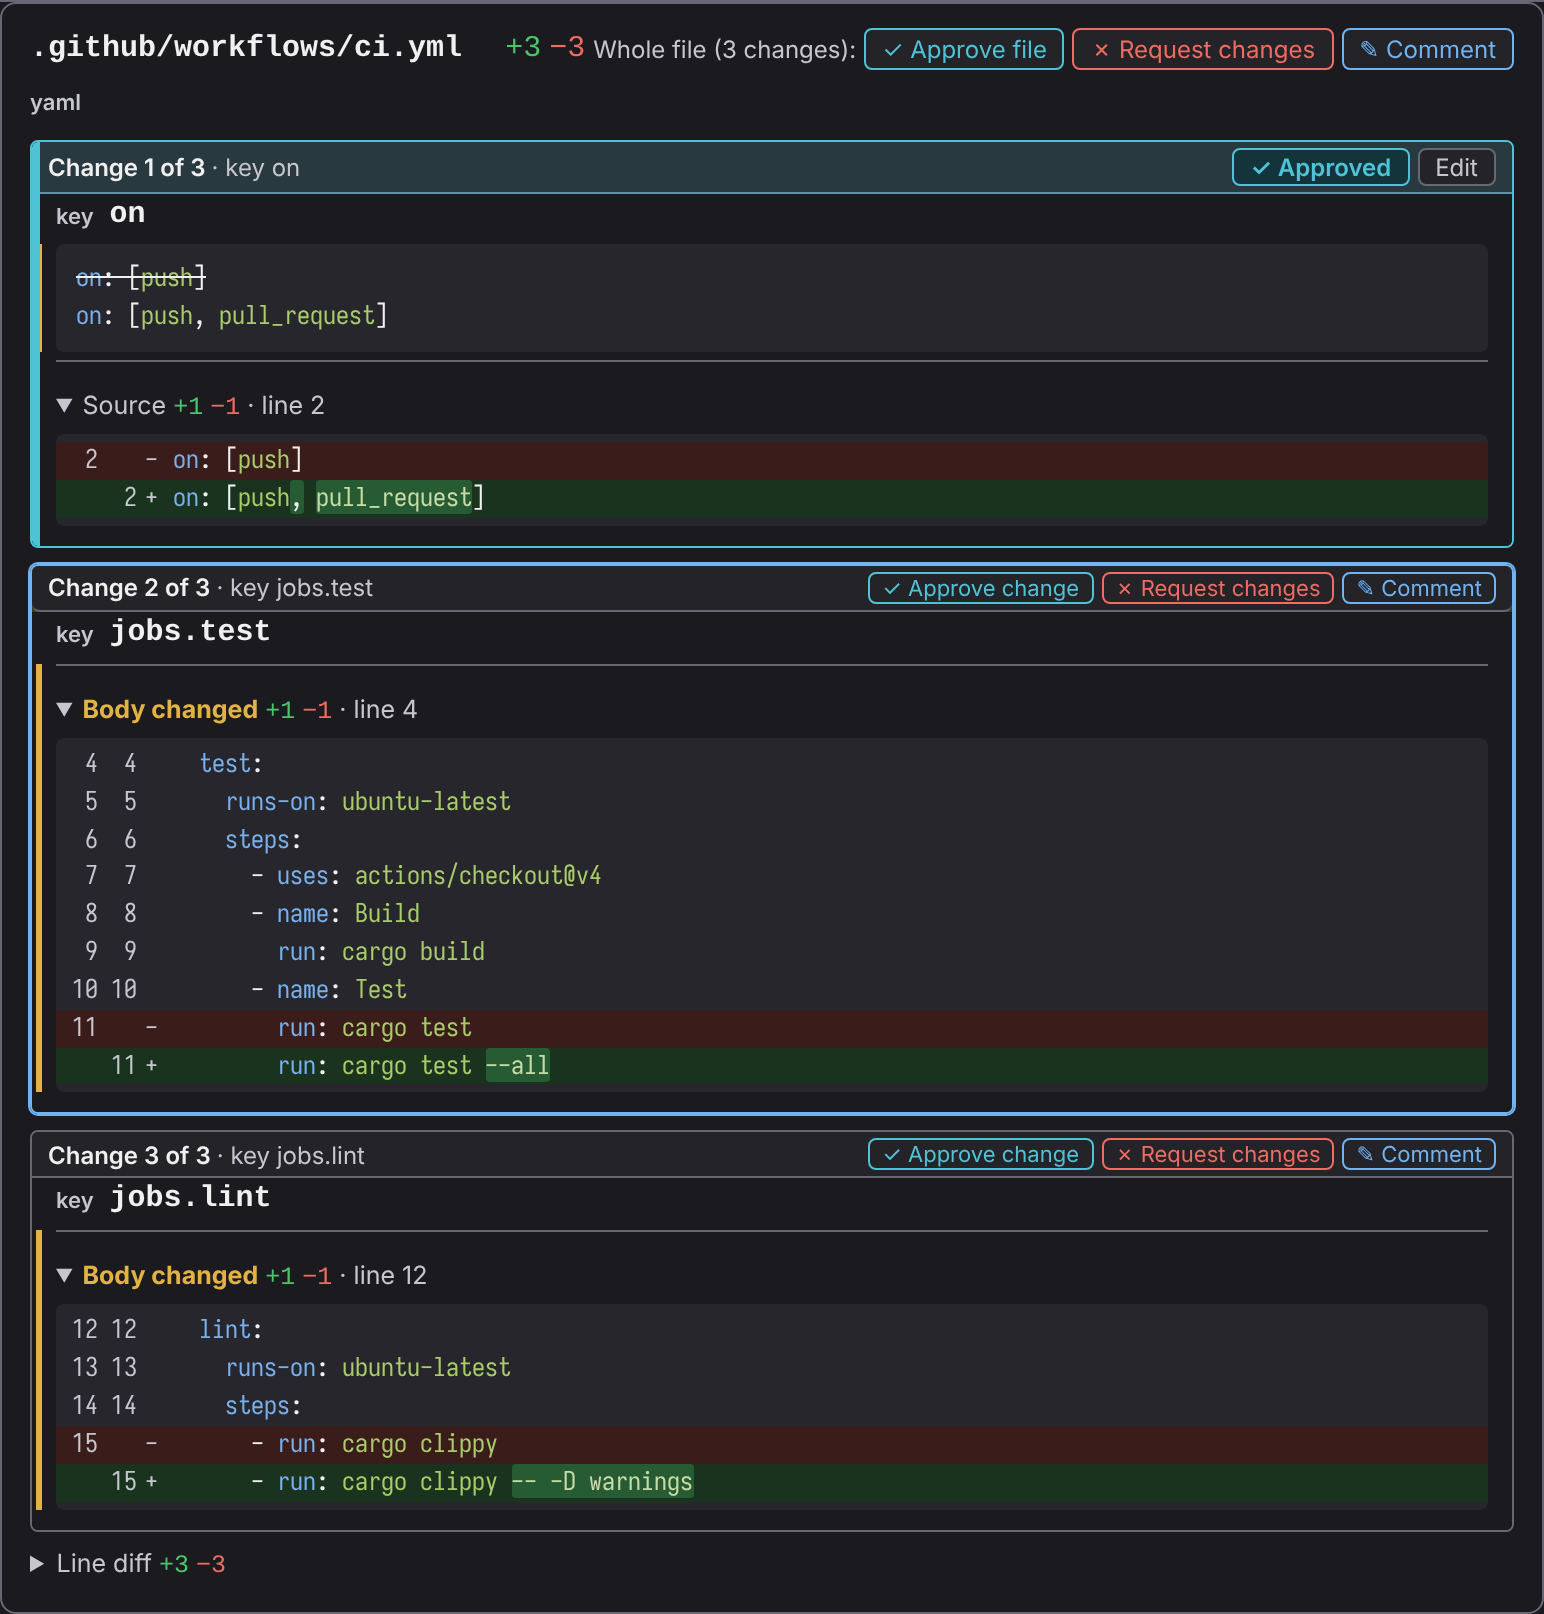 .github/workflows/ci.yml +3 −3 Whole file (3 changes): ✓ Approve file × Request changes ✎ Comment
yaml
Change 1 of 3 · key on ✓ Approved Edit
key on
on: [push]
on: [push, pull_request]
▼ Source +1 −1 · line 2
2 - on: [push]
2 + on: [push, pull_request]
Change 2 of 3 · key jobs.test ✓ Approve change × Request changes ✎ Comment
key jobs.test
▼ Body changed +1 −1 · line 4
4 4 test:
5 5 runs-on: ubuntu-latest
6 6 steps:
7 7 - uses: actions/checkout@v4
8 8 - name: Build
9 9 run: cargo build
10 10 - name: Test
11 - run: cargo test
11 + run: cargo test --all
Change 3 of 3 · key jobs.lint ✓ Approve change × Request changes ✎ Comment
key jobs.lint
▼ Body changed +1 −1 · line 12
12 12 lint:
13 13 runs-on: ubuntu-latest
14 14 steps:
15 - - run: cargo clippy
15 + - run: cargo clippy -- -D warnings
▶ Line diff +3 −3